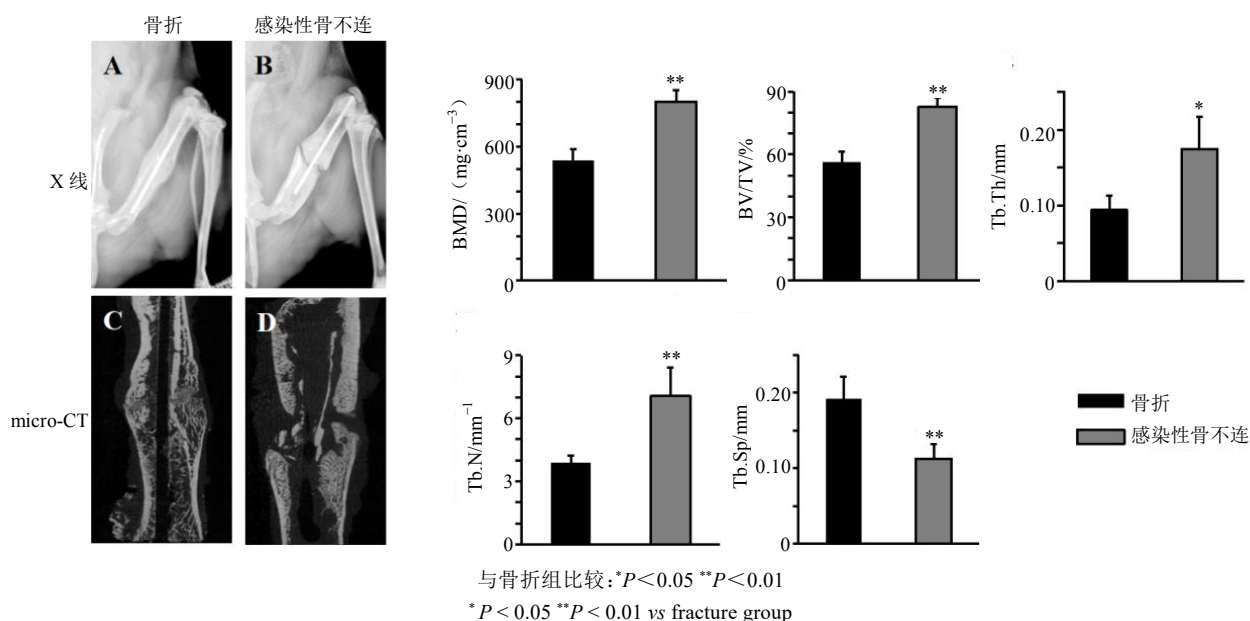 骨折
感染性骨不连
A
B
X 线
C
D
micro-CT
BMD/（mg·cm⁻³）
900
600
300
0
**
BV/TV/%
90
60
30
0
**
Tb.Th/mm
0.20
0.10
0
*
Tb.N/mm⁻¹
9
6
3
0
**
Tb.Sp/mm
0.20
0.10
0
**
骨折
感染性骨不连
与骨折组比较：*P＜0.05 **P＜0.01
*P < 0.05 **P < 0.01 vs fracture group